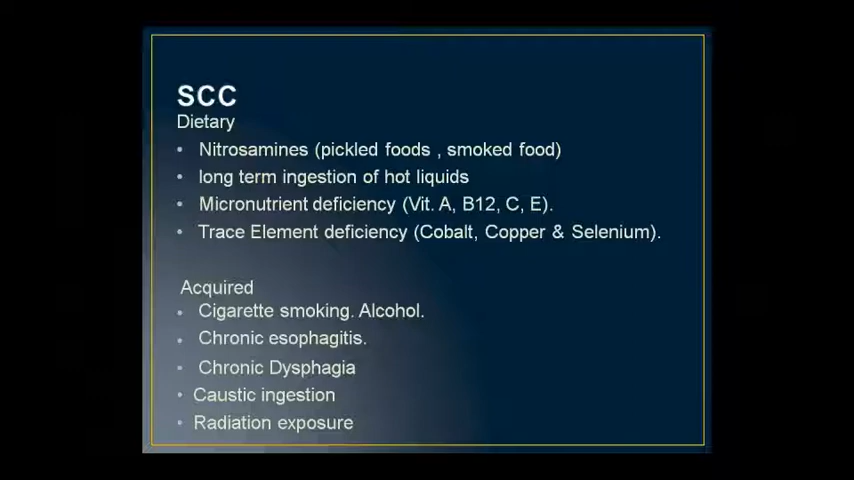 SCC
Dietary
• Nitrosamines (pickled foods , smoked food)
• long term ingestion of hot liquids
• Micronutrient deficiency (Vit. A, B12, C, E).
• Trace Element deficiency (Cobalt, Copper & Selenium).
Acquired
• Cigarette smoking. Alcohol.
• Chronic esophagitis.
• Chronic Dysphagia
• Caustic ingestion
• Radiation exposure